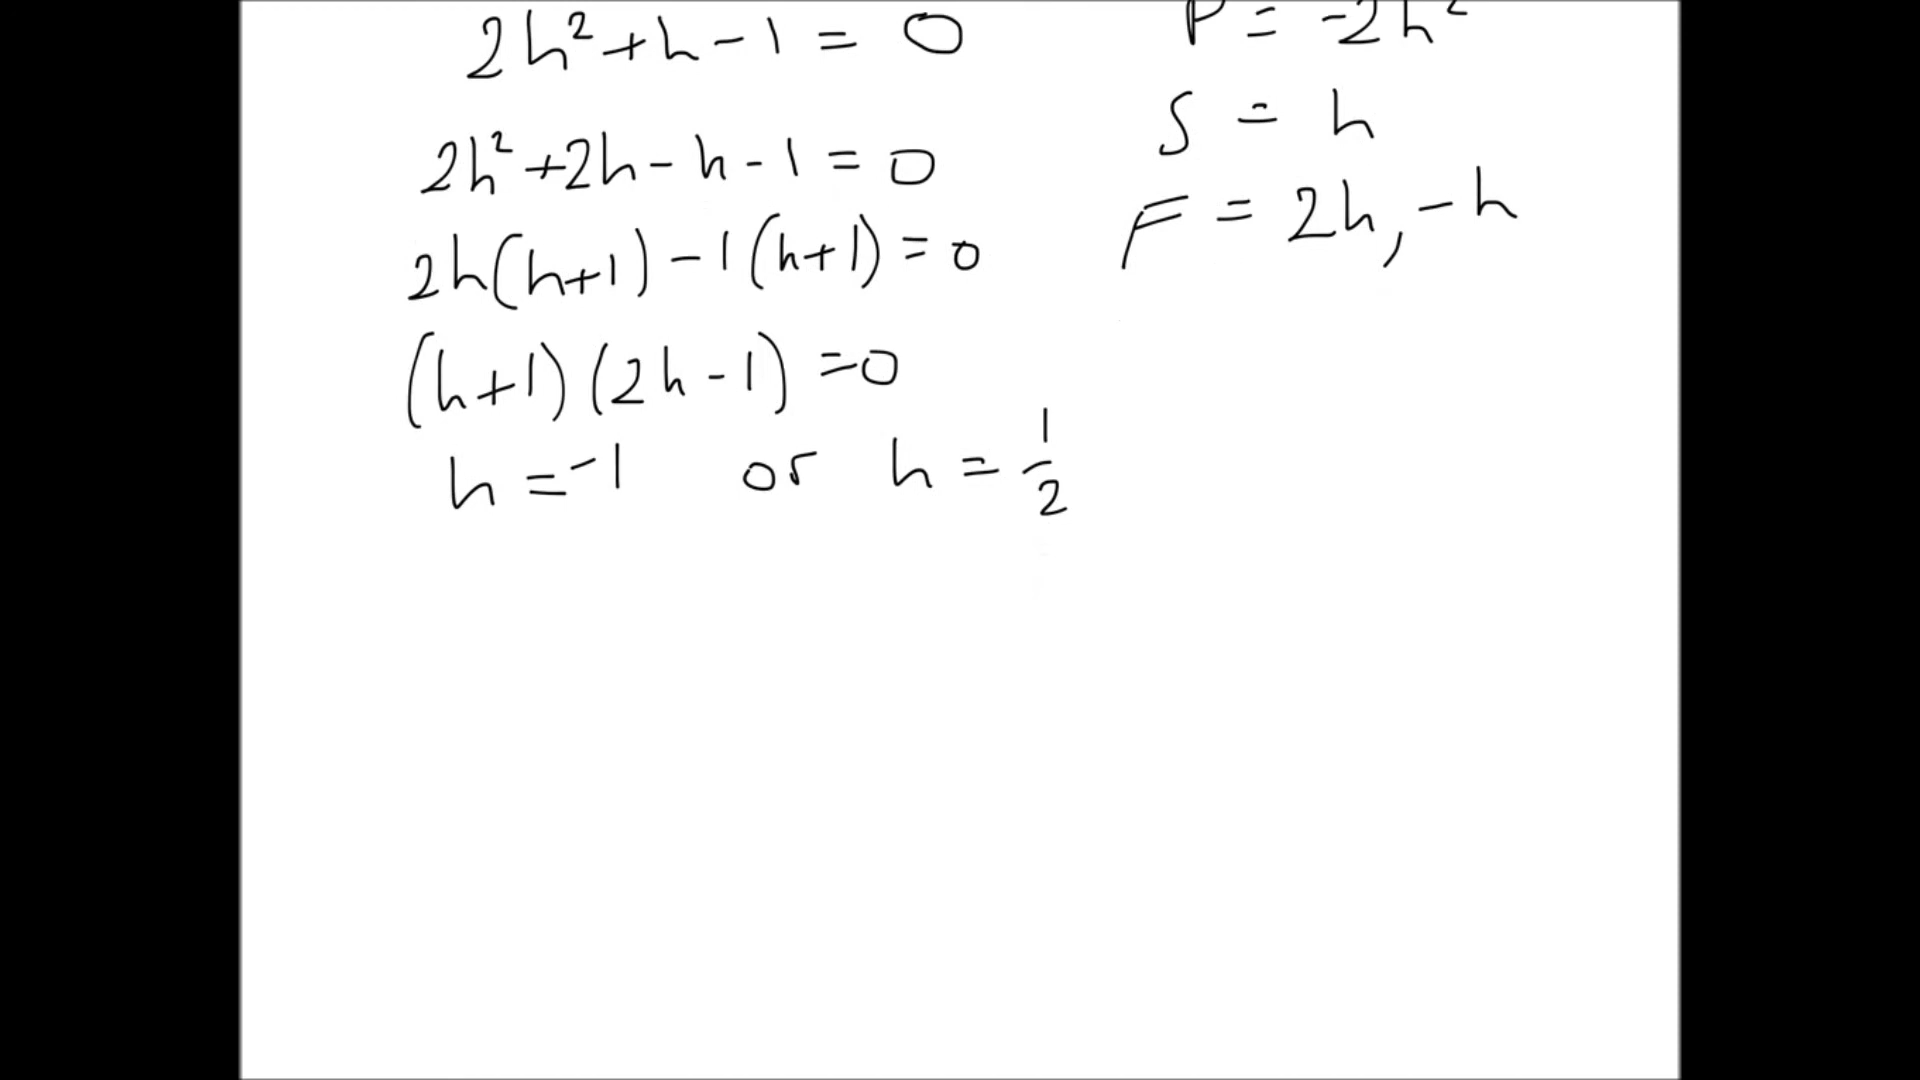 2h² + h - 1 = 0
2h² + 2h - h - 1 = 0
2h(h+1) - 1(h+1) = 0
(h+1)(2h-1) = 0
h = -1 or h = 1/2
P = -2h²
S = h
F = 2h, -h